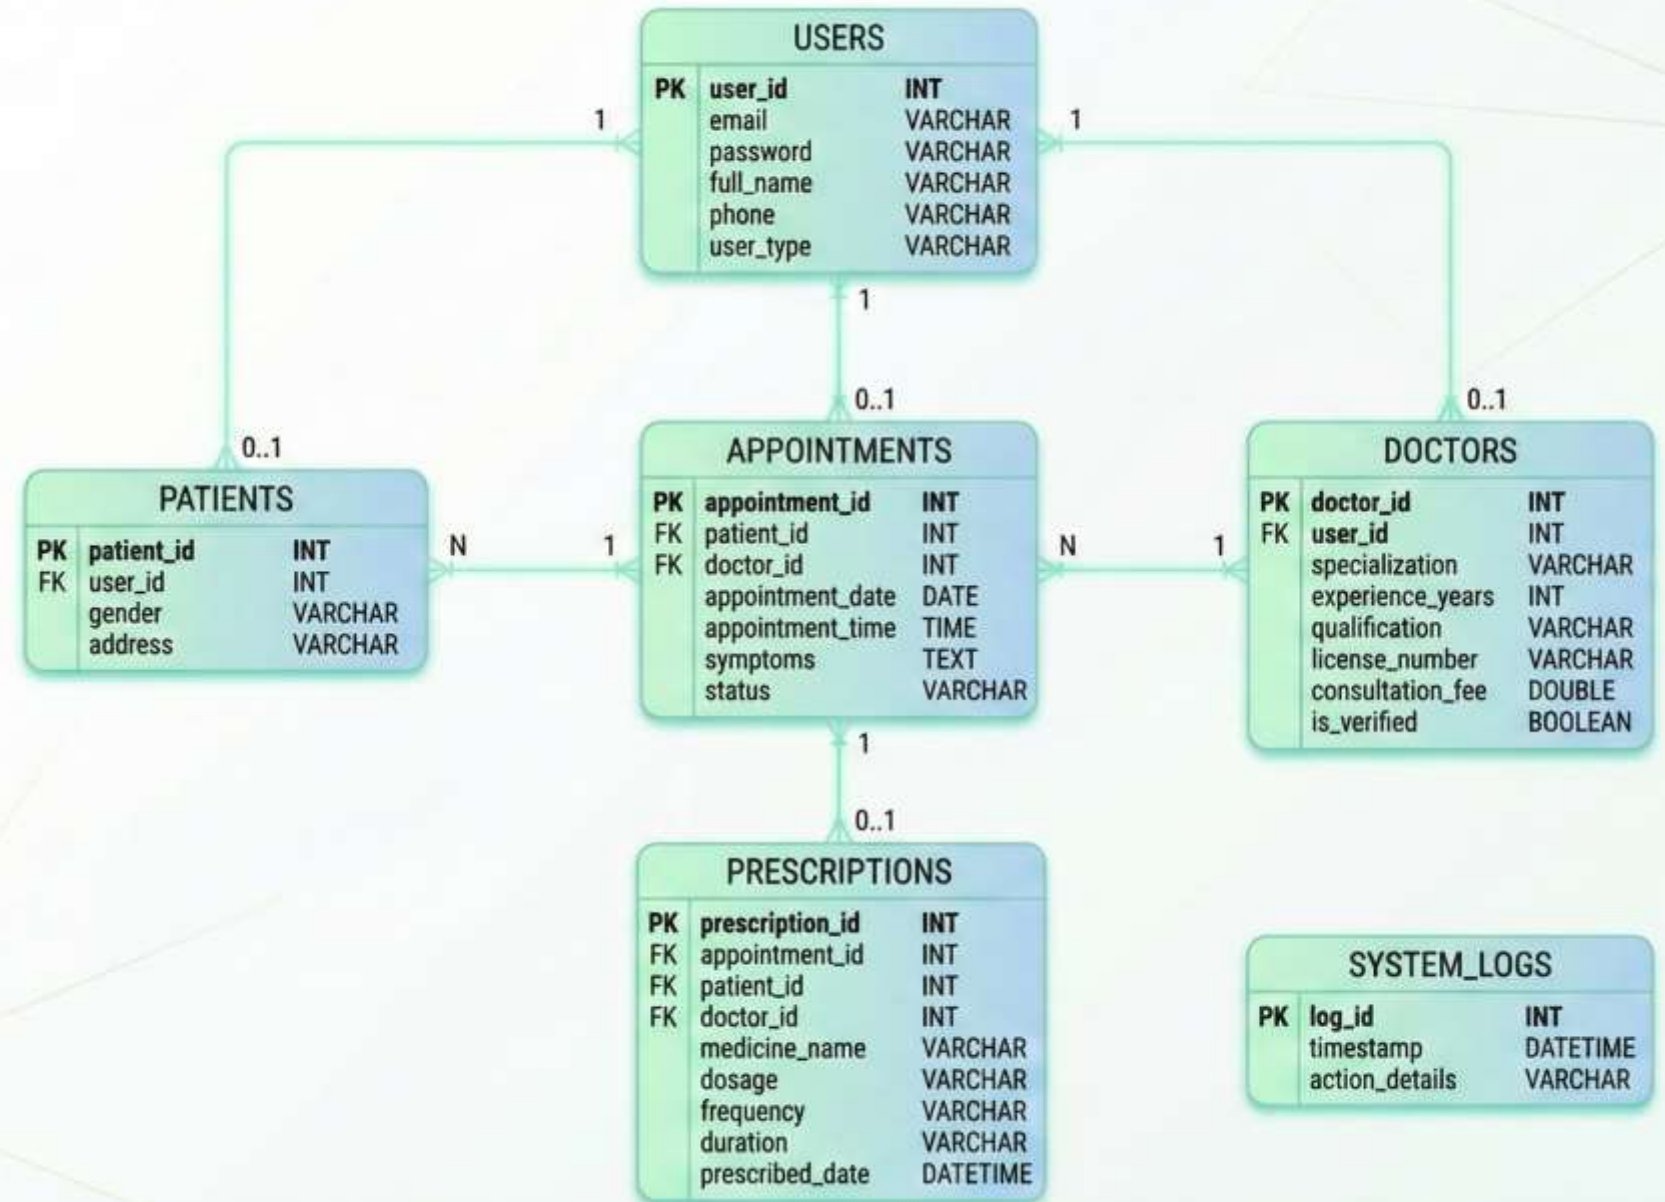 USERS
PK user_id INT
email VARCHAR
password VARCHAR
full_name VARCHAR
phone VARCHAR
user_type VARCHAR
1
1
1
0..1
0..1
0..1
PATIENTS
PK patient_id INT
FK user_id INT
gender VARCHAR
address VARCHAR
N
1
APPOINTMENTS
PK appointment_id INT
FK patient_id INT
FK doctor_id INT
appointment_date DATE
appointment_time TIME
symptoms TEXT
status VARCHAR
N
1
DOCTORS
PK doctor_id INT
FK user_id INT
specialization VARCHAR
experience_years INT
qualification VARCHAR
license_number VARCHAR
consultation_fee DOUBLE
is_verified BOOLEAN
1
0..1
PRESCRIPTIONS
PK prescription_id INT
FK appointment_id INT
FK patient_id INT
FK doctor_id INT
medicine_name VARCHAR
dosage VARCHAR
frequency VARCHAR
duration VARCHAR
prescribed_date DATETIME
SYSTEM_LOGS
PK log_id INT
timestamp DATETIME
action_details VARCHAR